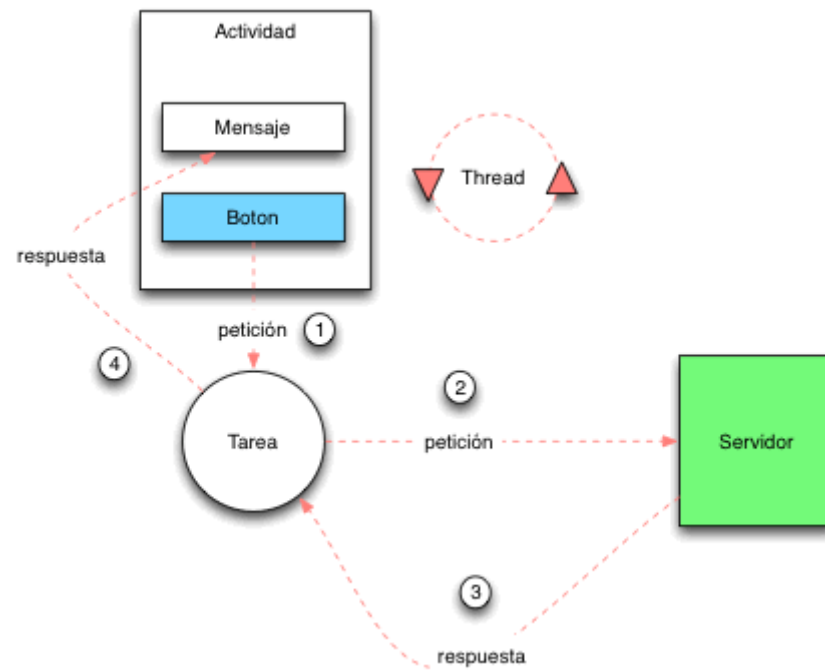 Actividad
Mensaje
Thread
Boton
respuesta
petición 1
4
2
Tarea
petición
Servidor
3
respuesta